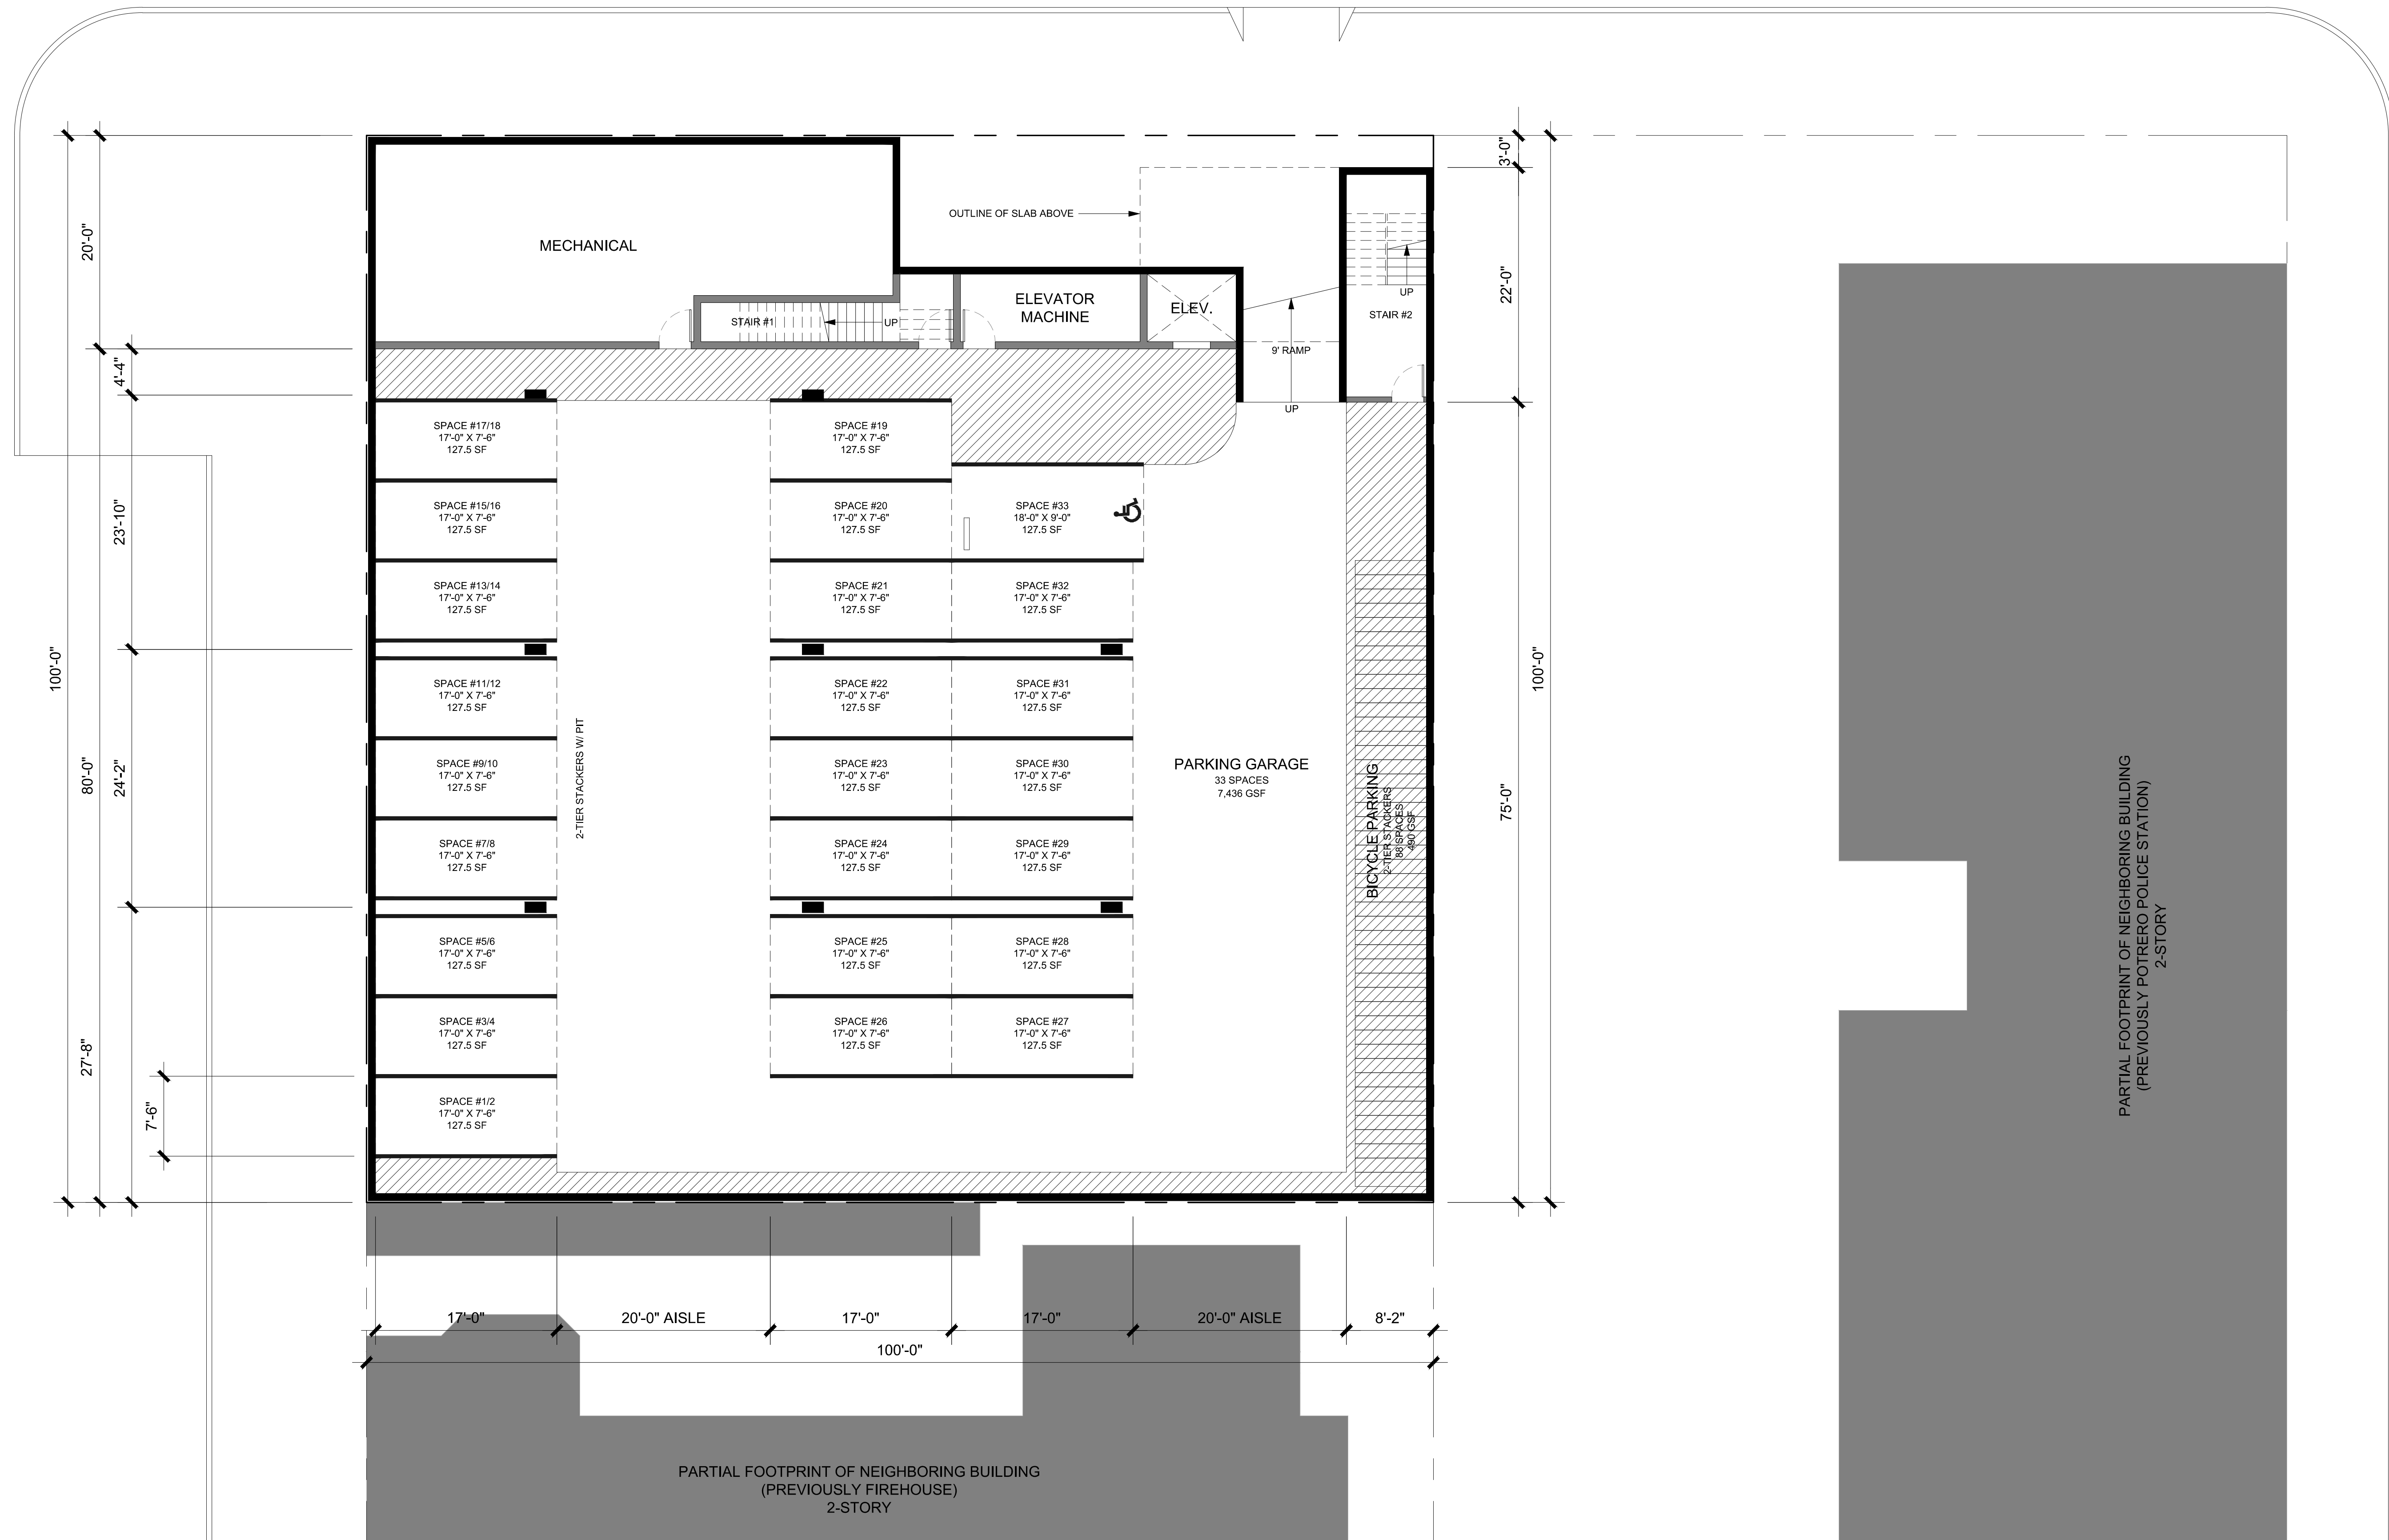 3'-0"
20'-0"
OUTLINE OF SLAB ABOVE
MECHANICAL
22'-0"
ELEVATOR
MACHINE
ELEV.
UP
STAIR #1
UP
STAIR #2
9' RAMP
UP
4'-4"
23'-10"
100'-0"
80'-0"
24'-2"
27'-8"
7'-6"
SPACE #17/18
17'-0" X 7'-6"
127.5 SF
SPACE #15/16
17'-0" X 7'-6"
127.5 SF
SPACE #13/14
17'-0" X 7'-6"
127.5 SF
SPACE #11/12
17'-0" X 7'-6"
127.5 SF
SPACE #9/10
17'-0" X 7'-6"
127.5 SF
SPACE #7/8
17'-0" X 7'-6"
127.5 SF
SPACE #5/6
17'-0" X 7'-6"
127.5 SF
SPACE #3/4
17'-0" X 7'-6"
127.5 SF
SPACE #1/2
17'-0" X 7'-6"
127.5 SF
2-TIER STACKERS W/ PIT
SPACE #19
17'-0" X 7'-6"
127.5 SF
SPACE #20
17'-0" X 7'-6"
127.5 SF
SPACE #21
17'-0" X 7'-6"
127.5 SF
SPACE #22
17'-0" X 7'-6"
127.5 SF
SPACE #23
17'-0" X 7'-6"
127.5 SF
SPACE #24
17'-0" X 7'-6"
127.5 SF
SPACE #25
17'-0" X 7'-6"
127.5 SF
SPACE #26
17'-0" X 7'-6"
127.5 SF
SPACE #33
18'-0" X 9'-0"
127.5 SF
SPACE #32
17'-0" X 7'-6"
127.5 SF
SPACE #31
17'-0" X 7'-6"
127.5 SF
SPACE #30
17'-0" X 7'-6"
127.5 SF
SPACE #29
17'-0" X 7'-6"
127.5 SF
SPACE #28
17'-0" X 7'-6"
127.5 SF
SPACE #27
17'-0" X 7'-6"
127.5 SF
PARKING GARAGE
33 SPACES
7,436 GSF
BICYCLE PARKING
2-TIER STACKERS
88 SPACES
490 GSF
75'-0"
100'-0"
PARTIAL FOOTPRINT OF NEIGHBORING BUILDING
(PREVIOUSLY POTRERO POLICE STATION)
2-STORY
17'-0"
20'-0" AISLE
17'-0"
17'-0"
20'-0" AISLE
8'-2"
100'-0"
PARTIAL FOOTPRINT OF NEIGHBORING BUILDING
(PREVIOUSLY FIREHOUSE)
2-STORY